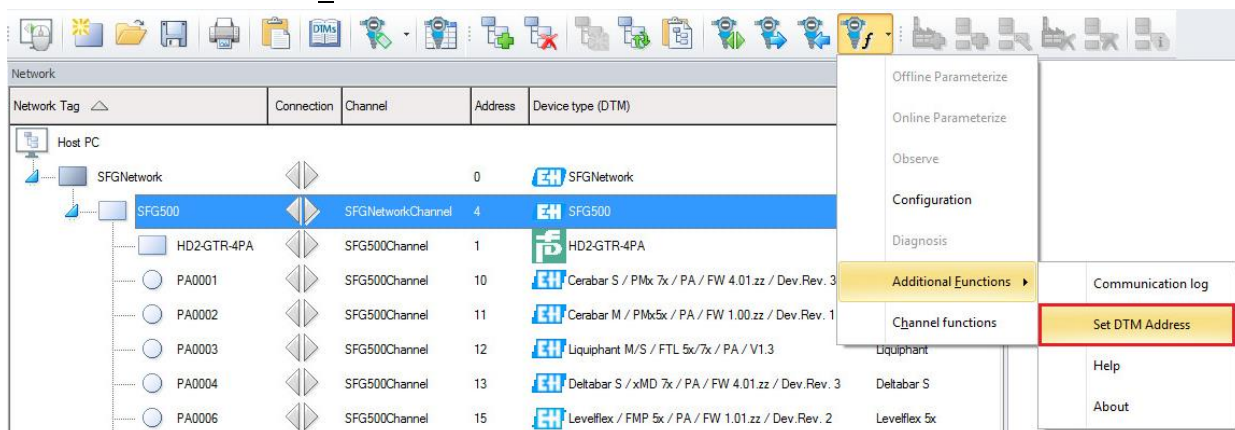 DTMs
f
Network
Network Tag Connection Channel Address Device type (DTM)
Host PC
SFGNetwork 0 E+H SFGNetwork
SFG500 SFGNetworkChannel 4 E+H SFG500
HD2-GTR-4PA SFG500Channel 1 HD2-GTR-4PA
PA0001 SFG500Channel 10 E+H Cerabar S / PMx 7x / PA / FW 4.01.zz / Dev.Rev. 3
PA0002 SFG500Channel 11 E+H Cerabar M / PMx5x / PA / FW 1.00.zz / Dev.Rev. 1
PA0003 SFG500Channel 12 E+H Liquiphant M/S / FTL 5x/7x / PA / V1.3 Liquiphant
PA0004 SFG500Channel 13 E+H Deltabar S / xMD 7x / PA / FW 4.01.zz / Dev.Rev. 3 Deltabar S
PA0006 SFG500Channel 15 E+H Levelflex / FMP 5x / PA / FW 1.01.zz / Dev.Rev. 2 Levelflex 5x
Offline Parameterize
Online Parameterize
Observe
Configuration
Diagnosis
Additional Functions
Channel functions
Communication log
Set DTM Address
Help
About